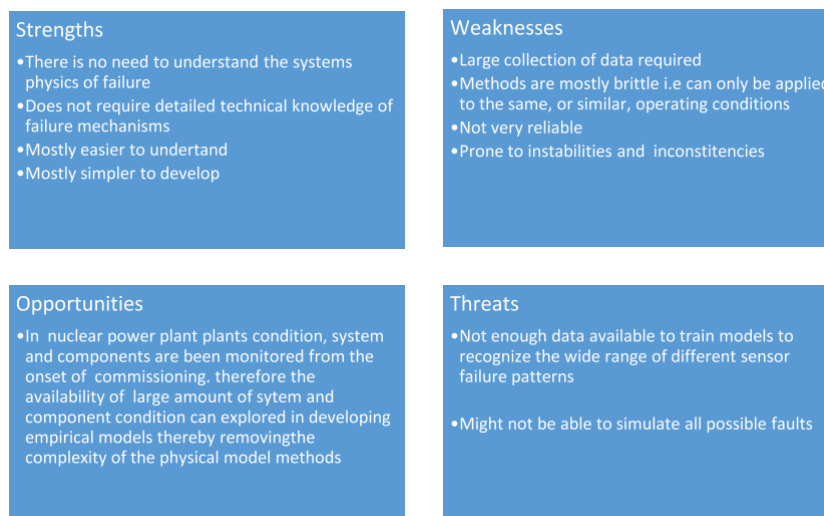 Strengths
•There is no need to understand the systems
physics of failure
•Does not require detailed technical knowledge of
failure mechanisms
•Mostly easier to undertand
•Mostly simpler to develop
Weaknesses
•Large collection of data required
•Methods are mostly brittle i.e can only be applied
to the same, or similar, operating conditions
•Not very reliable
•Prone to instabilities and inconstitencies
Opportunities
•In nuclear power plant plants condition, system
and components are been monitored from the
onset of commissioning. therefore the
availability of large amount of sytem and
component condition can explored in developing
empirical models thereby removingthe
complexity of the physical model methods
Threats
•Not enough data available to train models to
recognize the wide range of different sensor
failure patterns
•Might not be able to simulate all possible faults